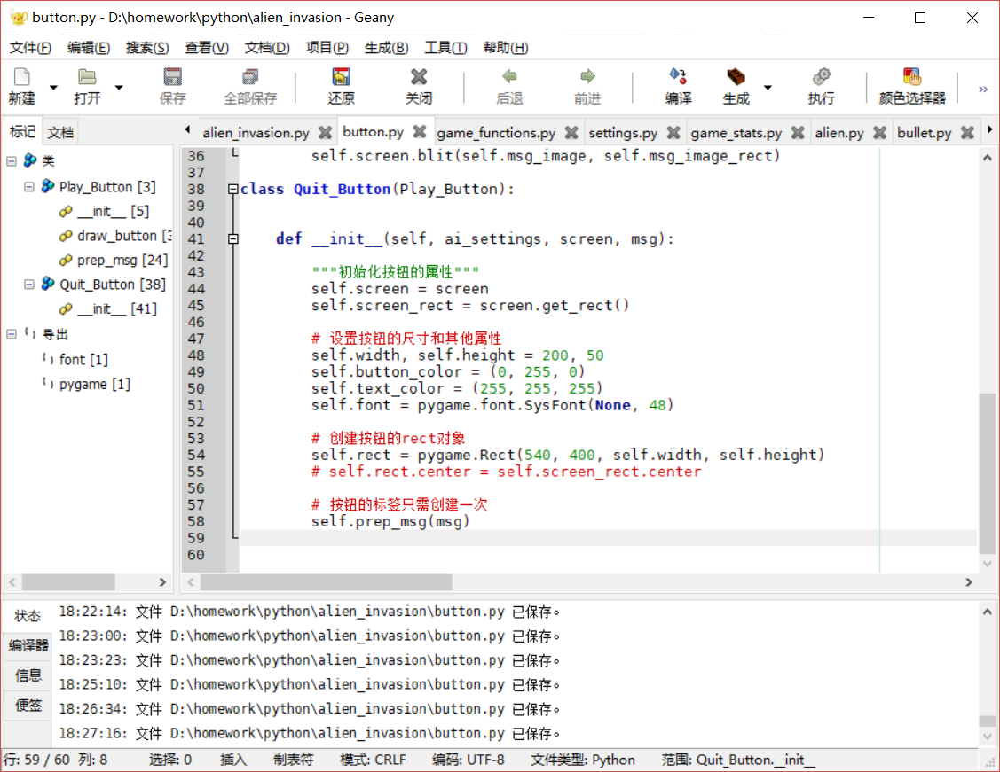 button.py - D:\homework\python\alien_invasion - Geany
文件(F) 编辑(E) 搜索(S) 查看(V) 文档(D) 项目(P) 生成(B) 工具(T) 帮助(H)
新建 打开 保存 全部保存 还原 关闭 后退 前进 编译 生成 执行 颜色选择器 »
标记 文档
alien_invasion.py button.py game_functions.py settings.py game_stats.py alien.py bullet.py
类
Play_Button [3]
__init__ [5]
draw_button [3
prep_msg [24]
Quit_Button [38]
__init__ [41]
导出
font [1]
pygame [1]
36 self.screen.blit(self.msg_image, self.msg_image_rect)
37
38 class Quit_Button(Play_Button):
39
40
41 def __init__(self, ai_settings, screen, msg):
42
43 """初始化按钮的属性"""
44 self.screen = screen
45 self.screen_rect = screen.get_rect()
46
47 # 设置按钮的尺寸和其他属性
48 self.width, self.height = 200, 50
49 self.button_color = (0, 255, 0)
50 self.text_color = (255, 255, 255)
51 self.font = pygame.font.SysFont(None, 48)
52
53 # 创建按钮的rect对象
54 self.rect = pygame.Rect(540, 400, self.width, self.height)
55 # self.rect.center = self.screen_rect.center
56
57 # 按钮的标签只需创建一次
58 self.prep_msg(msg)
59
60
状态
编译器
信息
便签
18:22:14: 文件 D:\homework\python\alien_invasion\button.py 已保存。
18:23:00: 文件 D:\homework\python\alien_invasion\button.py 已保存。
18:23:23: 文件 D:\homework\python\alien_invasion\button.py 已保存。
18:25:10: 文件 D:\homework\python\alien_invasion\button.py 已保存。
18:26:34: 文件 D:\homework\python\alien_invasion\button.py 已保存。
18:27:16: 文件 D:\homework\python\alien_invasion\button.py 已保存。
行: 59 / 60 列: 8 选择: 0 插入 制表符 模式: CRLF 编码: UTF-8 文件类型: Python 范围: Quit_Button.__init__